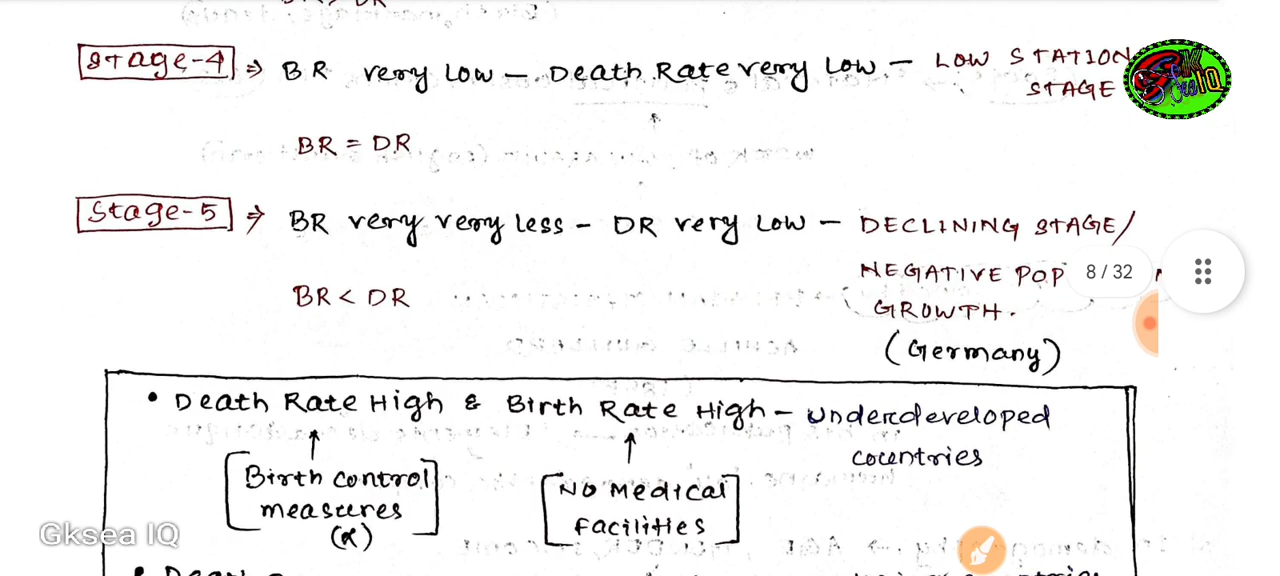 Stage-4 ⇒ BR very Low - Death Rate very Low - LOW STATION
STAGE
BR = DR
Stage-5 ⇒ BR very very Less - DR very Low - DECLINING STAGE/
NEGATIVE POP
8 / 32
BR < DR
GROWTH.
(Germany)
• Death Rate High & Birth Rate High - Underdeveloped
countries
[Birth control
measures
(x)]
[No Medical
facilities]
Gksea IQ
• Death